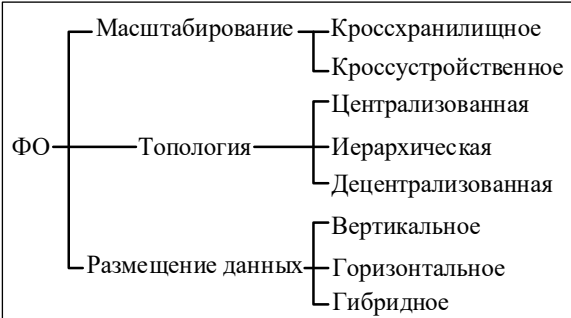 ФО
Масштабирование
Кроссхранилищное
Кроссустройственное
Топология
Централизованная
Иерархическая
Децентрализованная
Размещение данных
Вертикальное
Горизонтальное
Гибридное